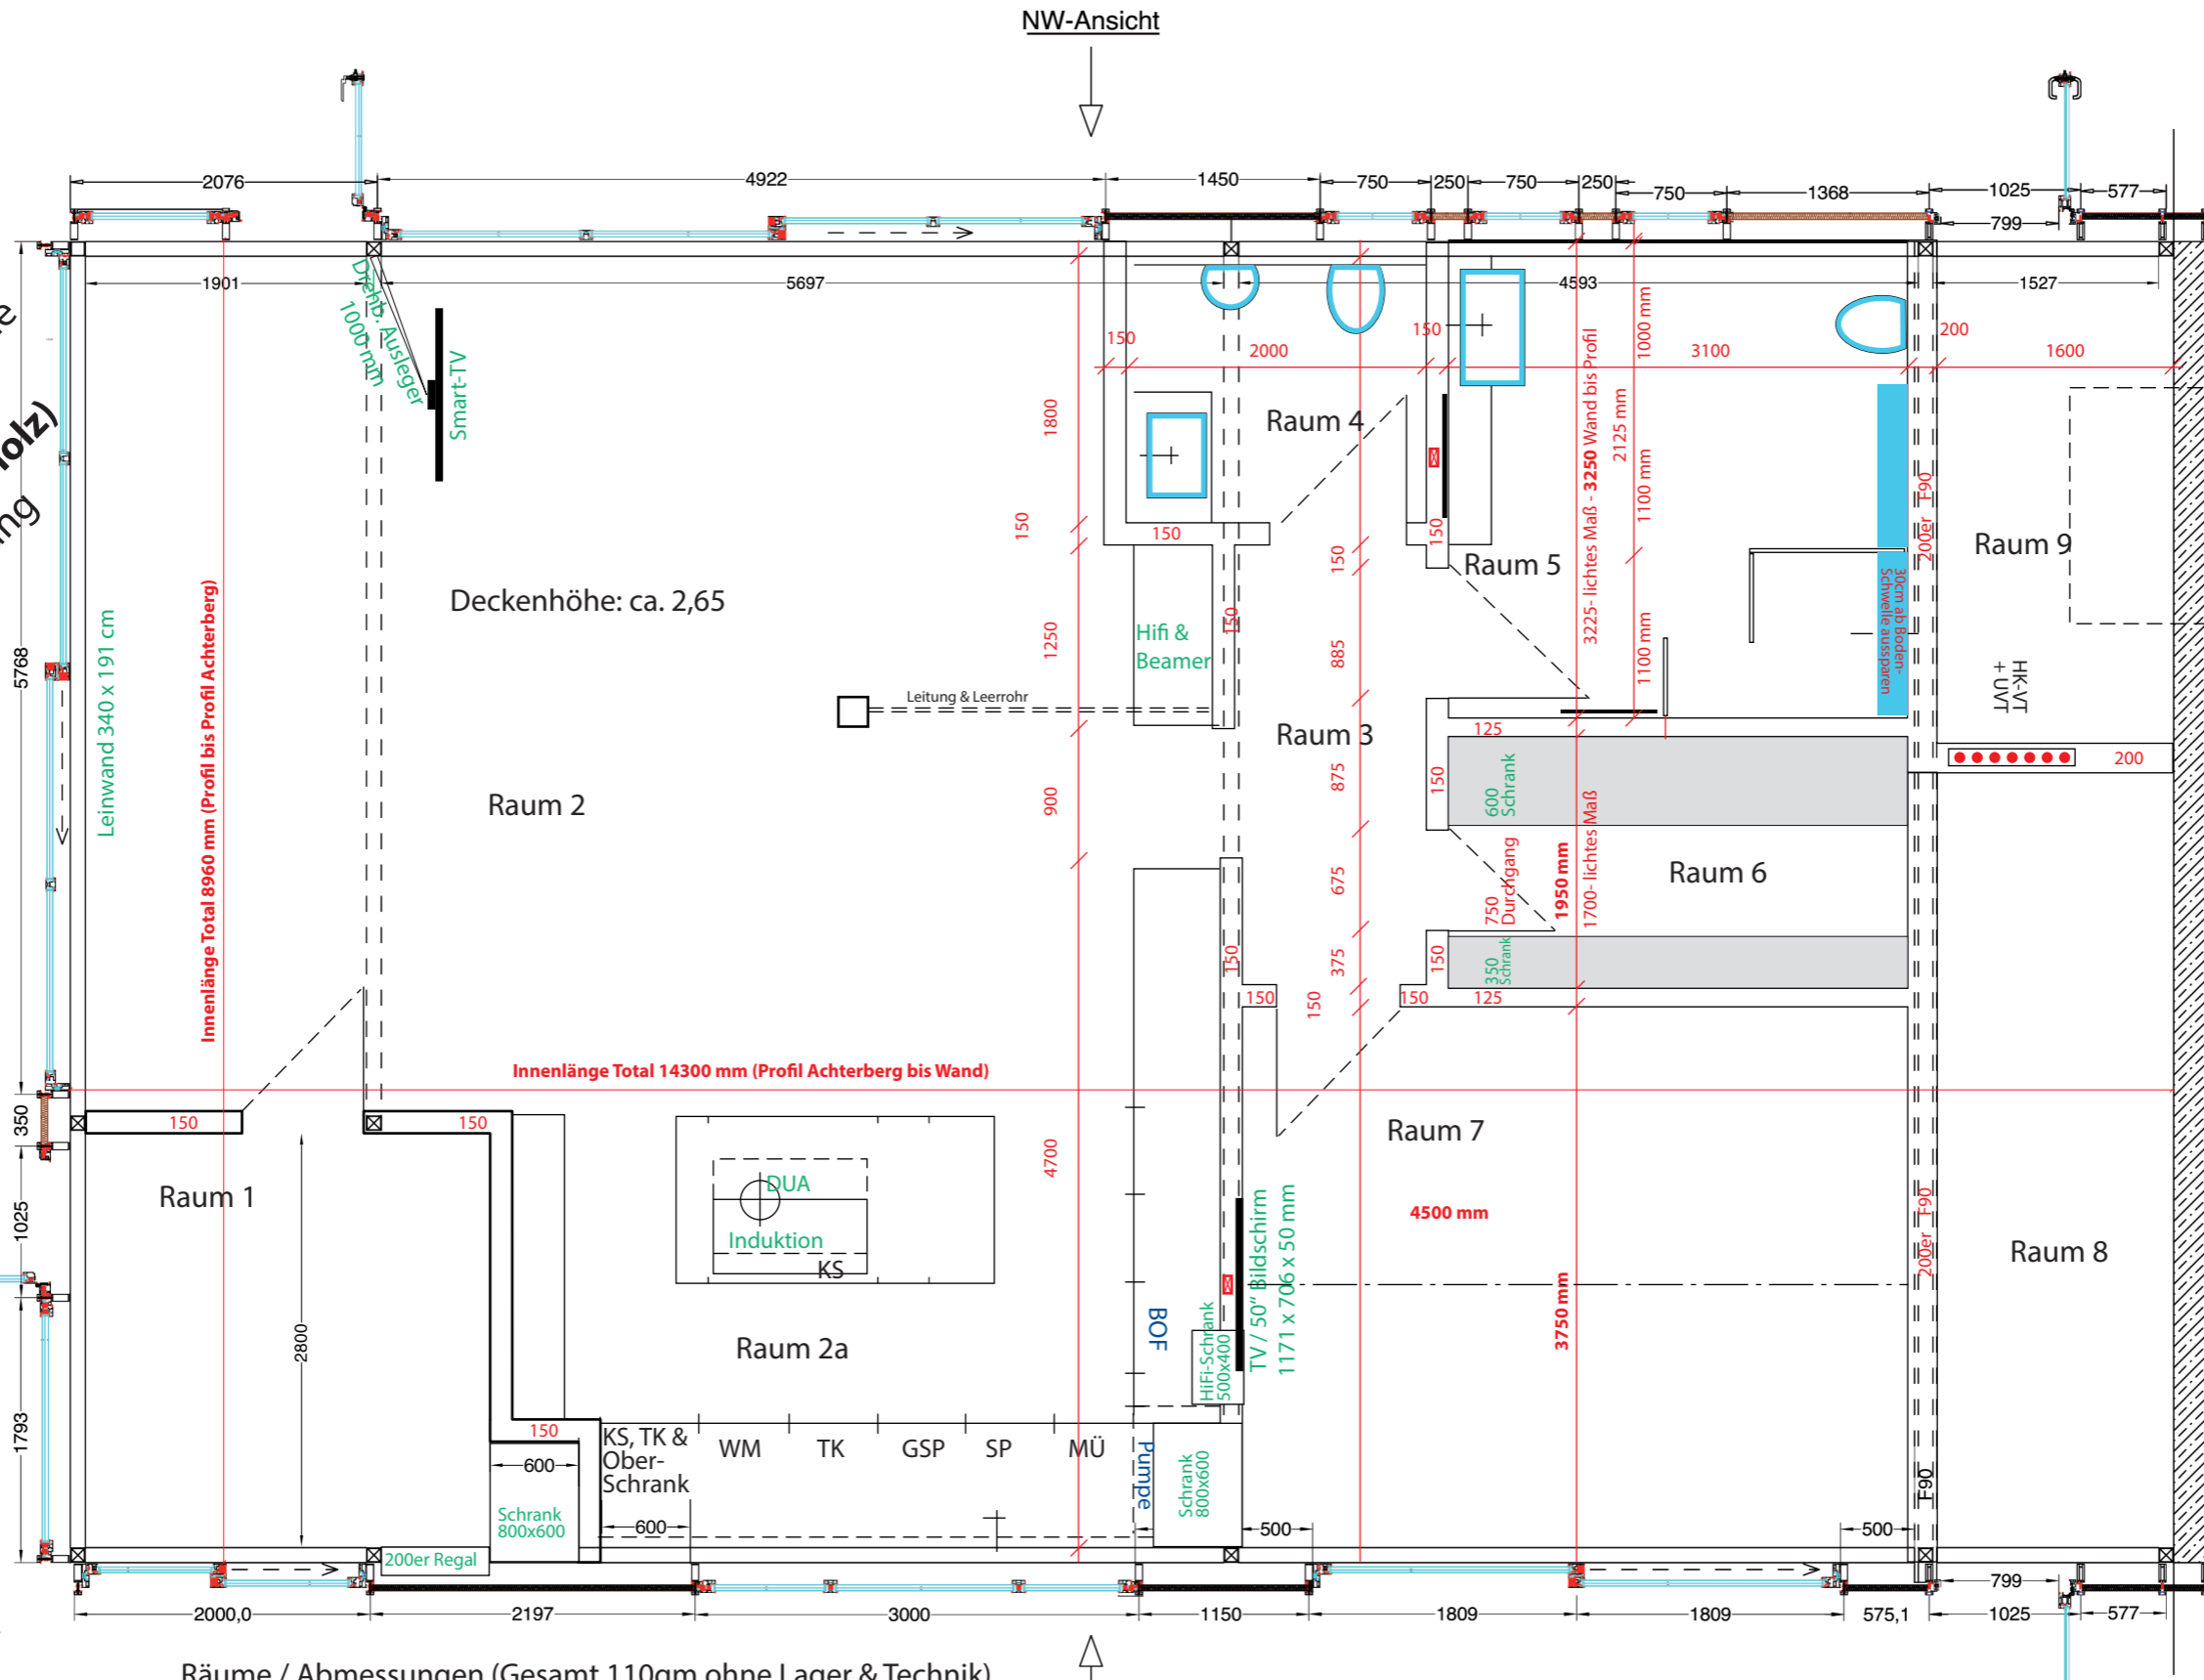 NW-Ansicht
2076
4922
1450
750
250
750
250
750
1368
1025
577
799
1901
5697
4593
1527
Drehb. Ausleger
1000 mm
Smart-TV
150
2000
150
3100
200
1600
1800
Raum 4
3225- lichtes Maß - 3250 Wand bis Profil
1000 mm
2125 mm
1100 mm
1100 mm
olz)
ng
e
150
150
150
150
Raum 5
200er F90
Raum 9
30cm ab Boden-
Schwelle aussparen
Deckenhöhe: ca. 2,65
1250
Hifi &
Beamer
150
885
5768
Leinwand 340 x 191 cm
Innenlänge Total 8960 mm (Profil bis Profil Achterberg)
Leitung & Leerrohr
HK-VT
+ UV
Raum 3
125
200
Raum 2
900
875
150
600
Schrank
1700- lichtes Maß
1950 mm
750
Durchgang
Raum 6
675
150
375
150
350
Schrank
150
150
150
125
Innenlänge Total 14300 mm (Profil Achterberg bis Wand)
350
150
150
Raum 7
4700
Raum 1
DUA
Induktion
KS
1025
4500 mm
200er F90
Raum 8
TV / 50“ Bildschirm
1171 x 706 x 50 mm
3750 mm
2800
Raum 2a
BOF
HiFi-Schrank
500x400
1793
150
600
KS, TK &
Ober-
Schrank
WM
TK
GSP
SP
MÜ
Pumpe
Schrank
800x600
F90
Schrank
800x600
600
500
500
200er Regal
799
2000,0
2197
3000
1150
1809
1809
575,1
1025
577
Räume / Abmessungen (Gesamt 110qm ohne Lager & Technik)